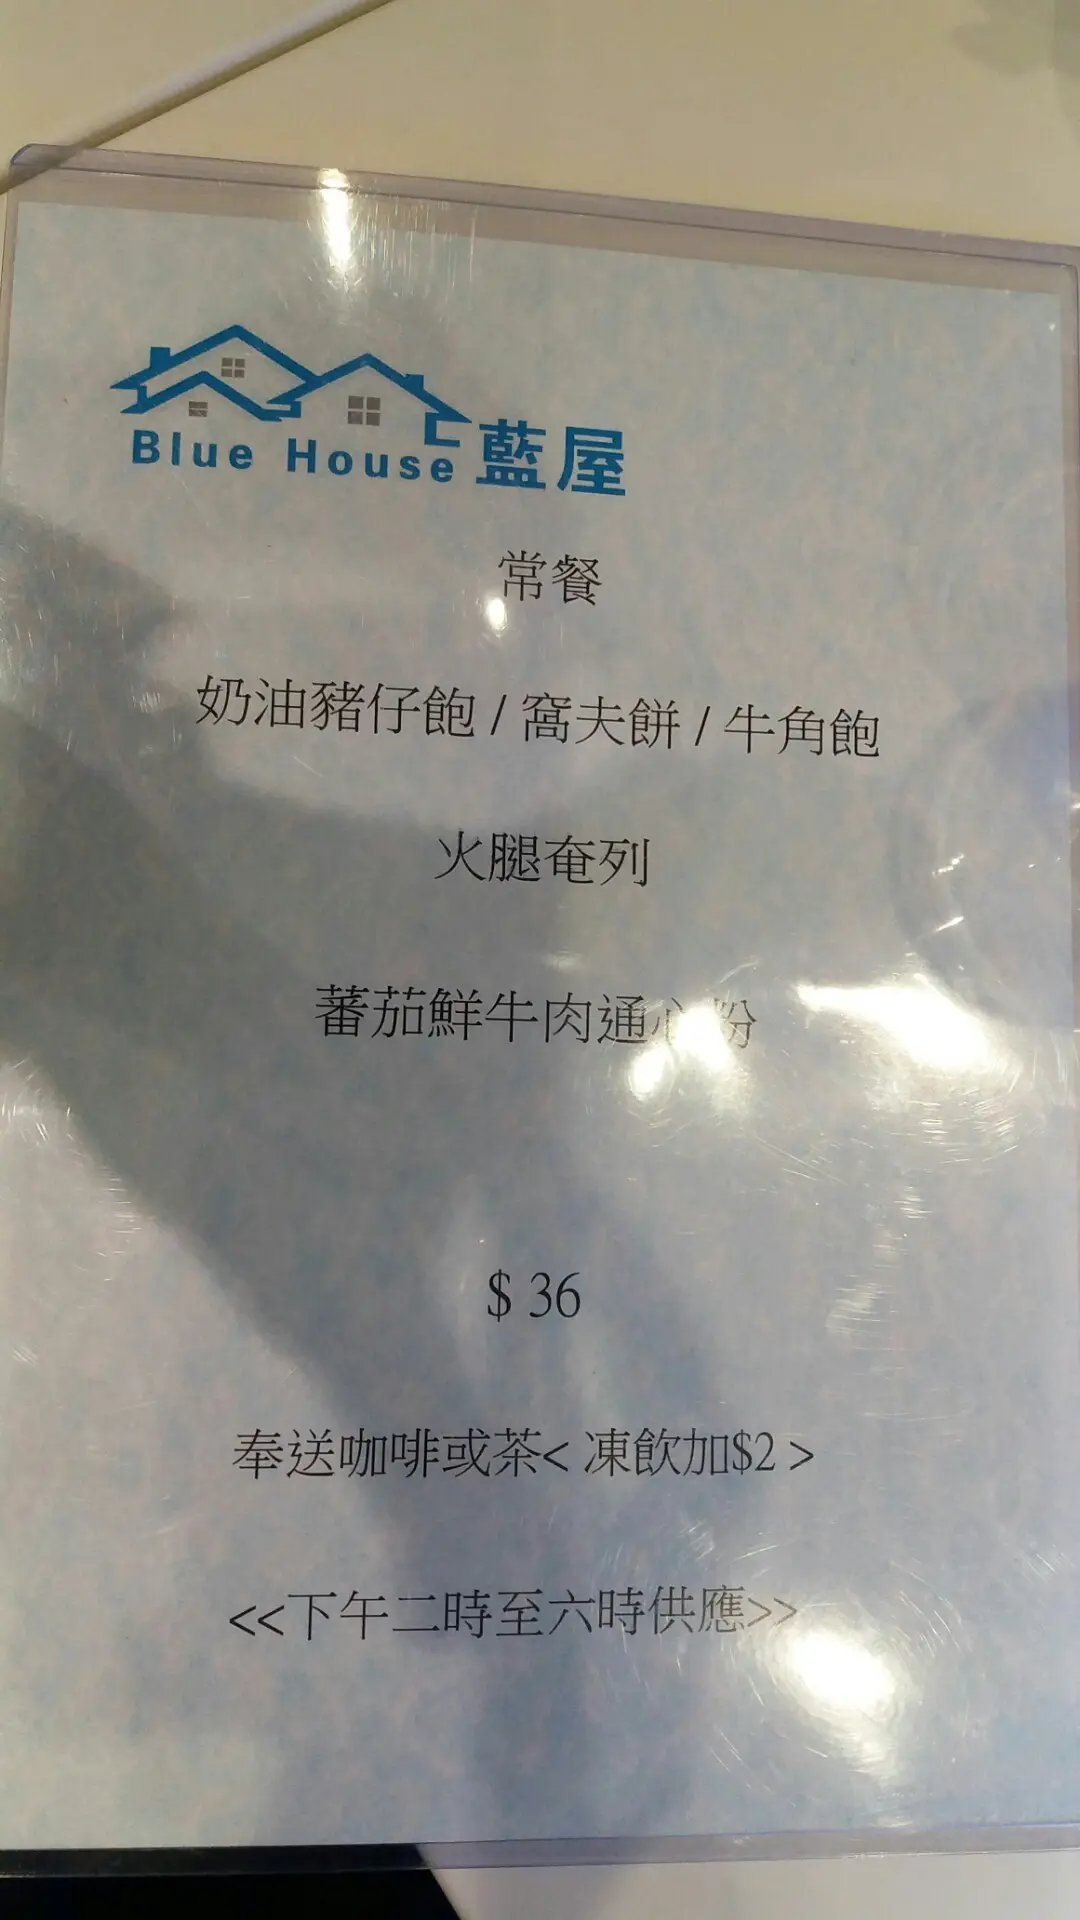 Blue House 藍屋
常餐
奶油豬仔飽 / 窩夫餅 / 牛角飽
火腿奄列
蕃茄鮮牛肉通心粉
$ 36
奉送咖啡或茶< 凍飲加$2 >
<<下午二時至六時供應>>